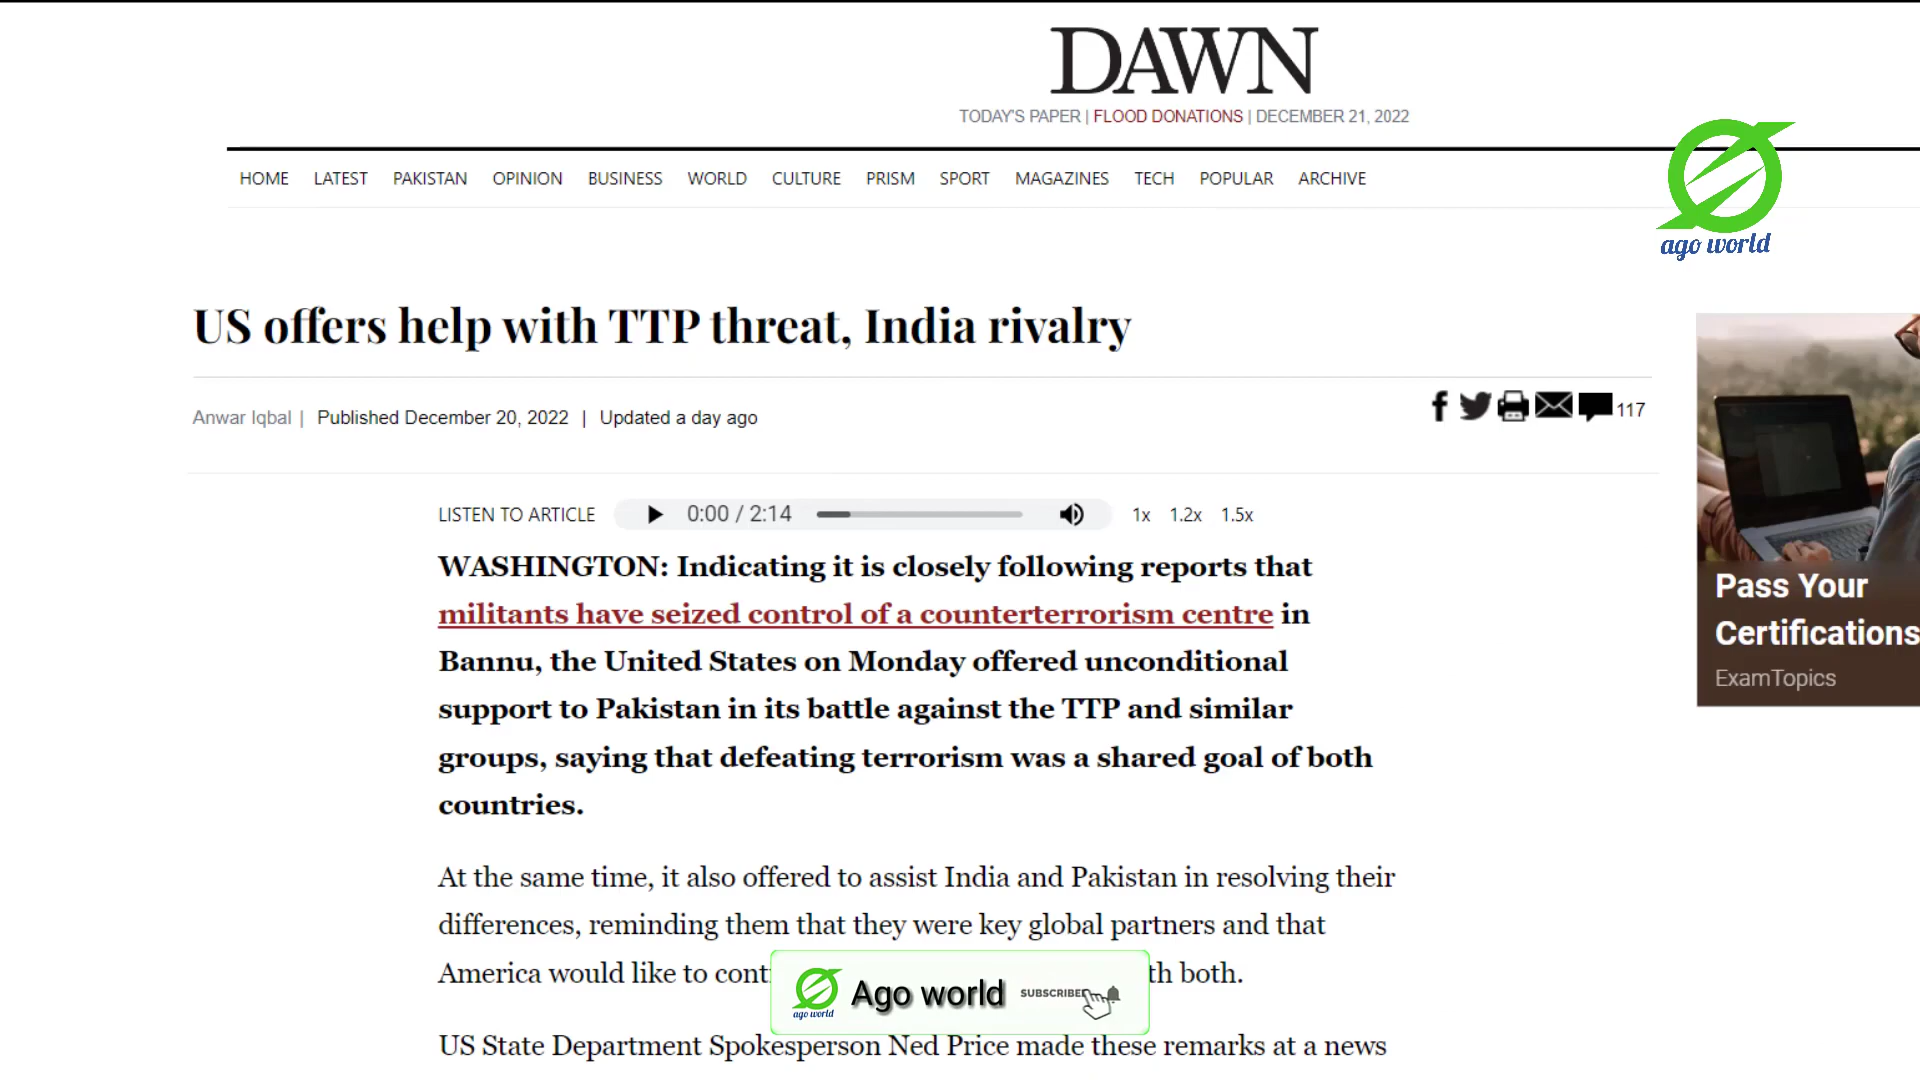 DAWN
TODAY'S PAPER | FLOOD DONATIONS | DECEMBER 21, 2022
HOME LATEST PAKISTAN OPINION BUSINESS WORLD CULTURE PRISM SPORT MAGAZINES TECH POPULAR ARCHIVE
ago world
US offers help with TTP threat, India rivalry
Anwar Iqbal | Published December 20, 2022 | Updated a day ago
117
LISTEN TO ARTICLE 0:00 / 2:14 1x 1.2x 1.5x
WASHINGTON: Indicating it is closely following reports that
militants have seized control of a counterterrorism centre in
Bannu, the United States on Monday offered unconditional
support to Pakistan in its battle against the TTP and similar
groups, saying that defeating terrorism was a shared goal of both
countries.
Pass Your
Certifications
ExamTopics
At the same time, it also offered to assist India and Pakistan in resolving their
differences, reminding them that they were key global partners and that
America would like to cont th both.
ago world
Ago world
SUBSCRIBED
US State Department Spokesperson Ned Price made these remarks at a news